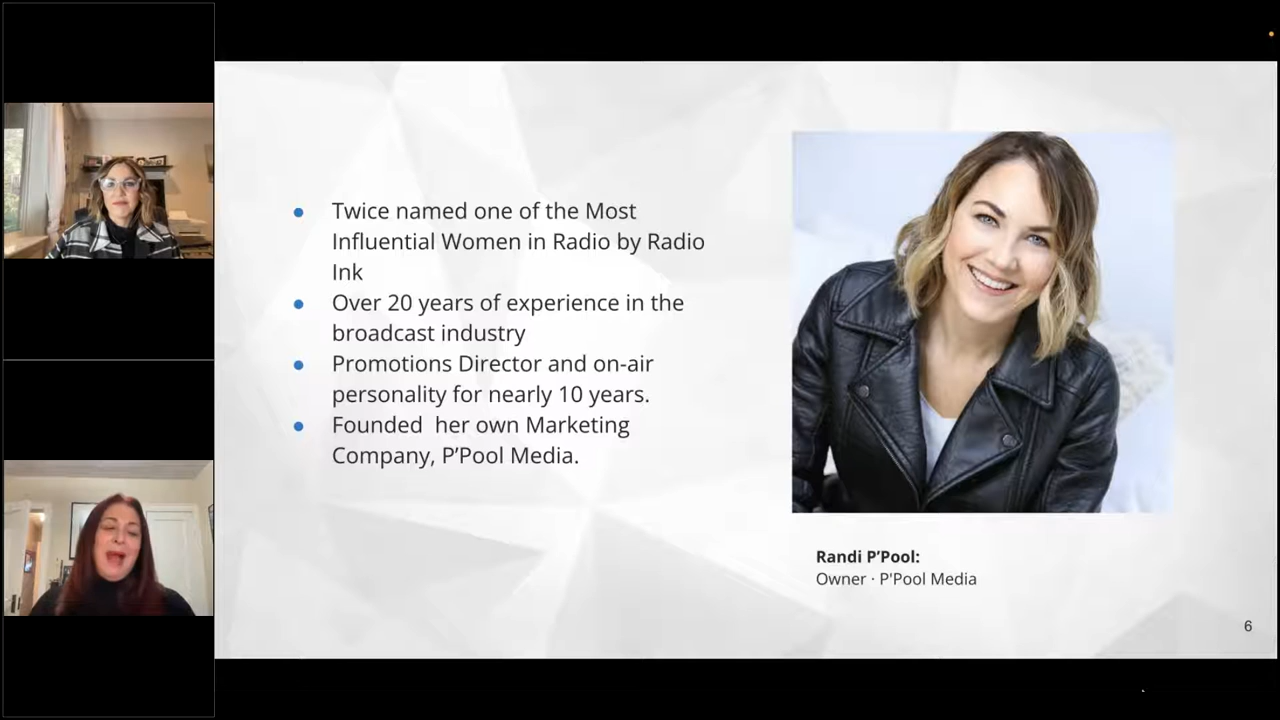 Twice named one of the Most
Influential Women in Radio by Radio
Ink
Over 20 years of experience in the
broadcast industry
Promotions Director and on-air
personality for nearly 10 years.
Founded  her own Marketing
Company, P’Pool Media.
Randi P’Pool:
Owner · P'Pool Media
6